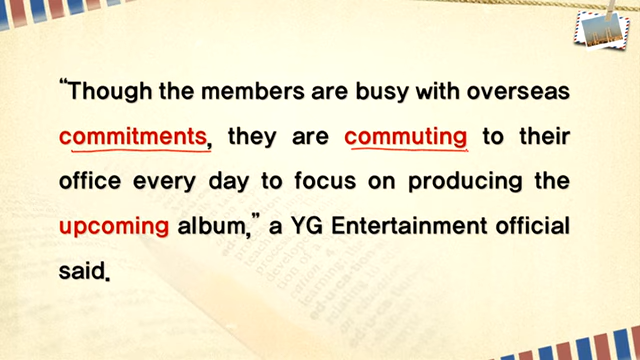 “Though the members are busy with overseas
commitments, they are commuting to their
office every day to focus on producing the
upcoming album,” a YG Entertainment official
said.